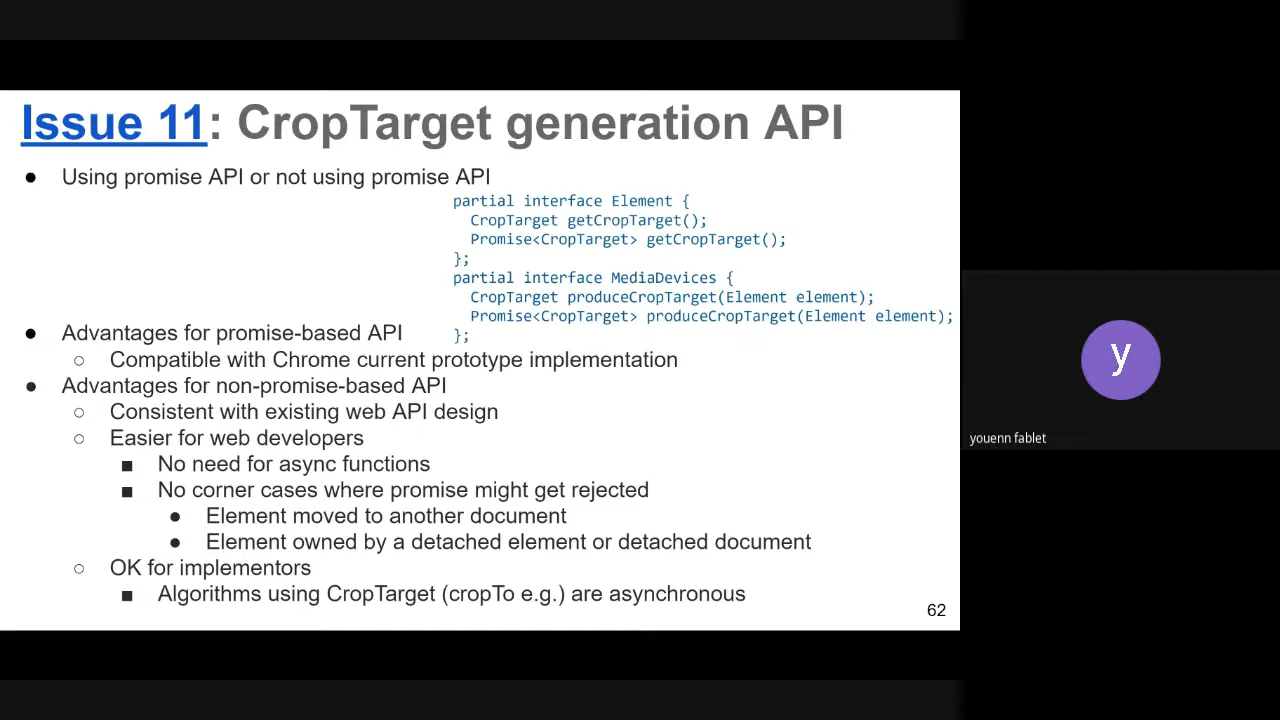 Issue 11: CropTarget generation API
● Using promise API or not using promise API
partial interface Element {
CropTarget getCropTarget();
Promise<CropTarget> getCropTarget();
};
partial interface MediaDevices {
CropTarget produceCropTarget(Element element);
Promise<CropTarget> produceCropTarget(Element element);
};
● Advantages for promise-based API
○ Compatible with Chrome current prototype implementation
● Advantages for non-promise-based API
○ Consistent with existing web API design
○ Easier for web developers
■ No need for async functions
■ No corner cases where promise might get rejected
● Element moved to another document
● Element owned by a detached element or detached document
○ OK for implementors
■ Algorithms using CropTarget (cropTo e.g.) are asynchronous
62
y
youenn fablet